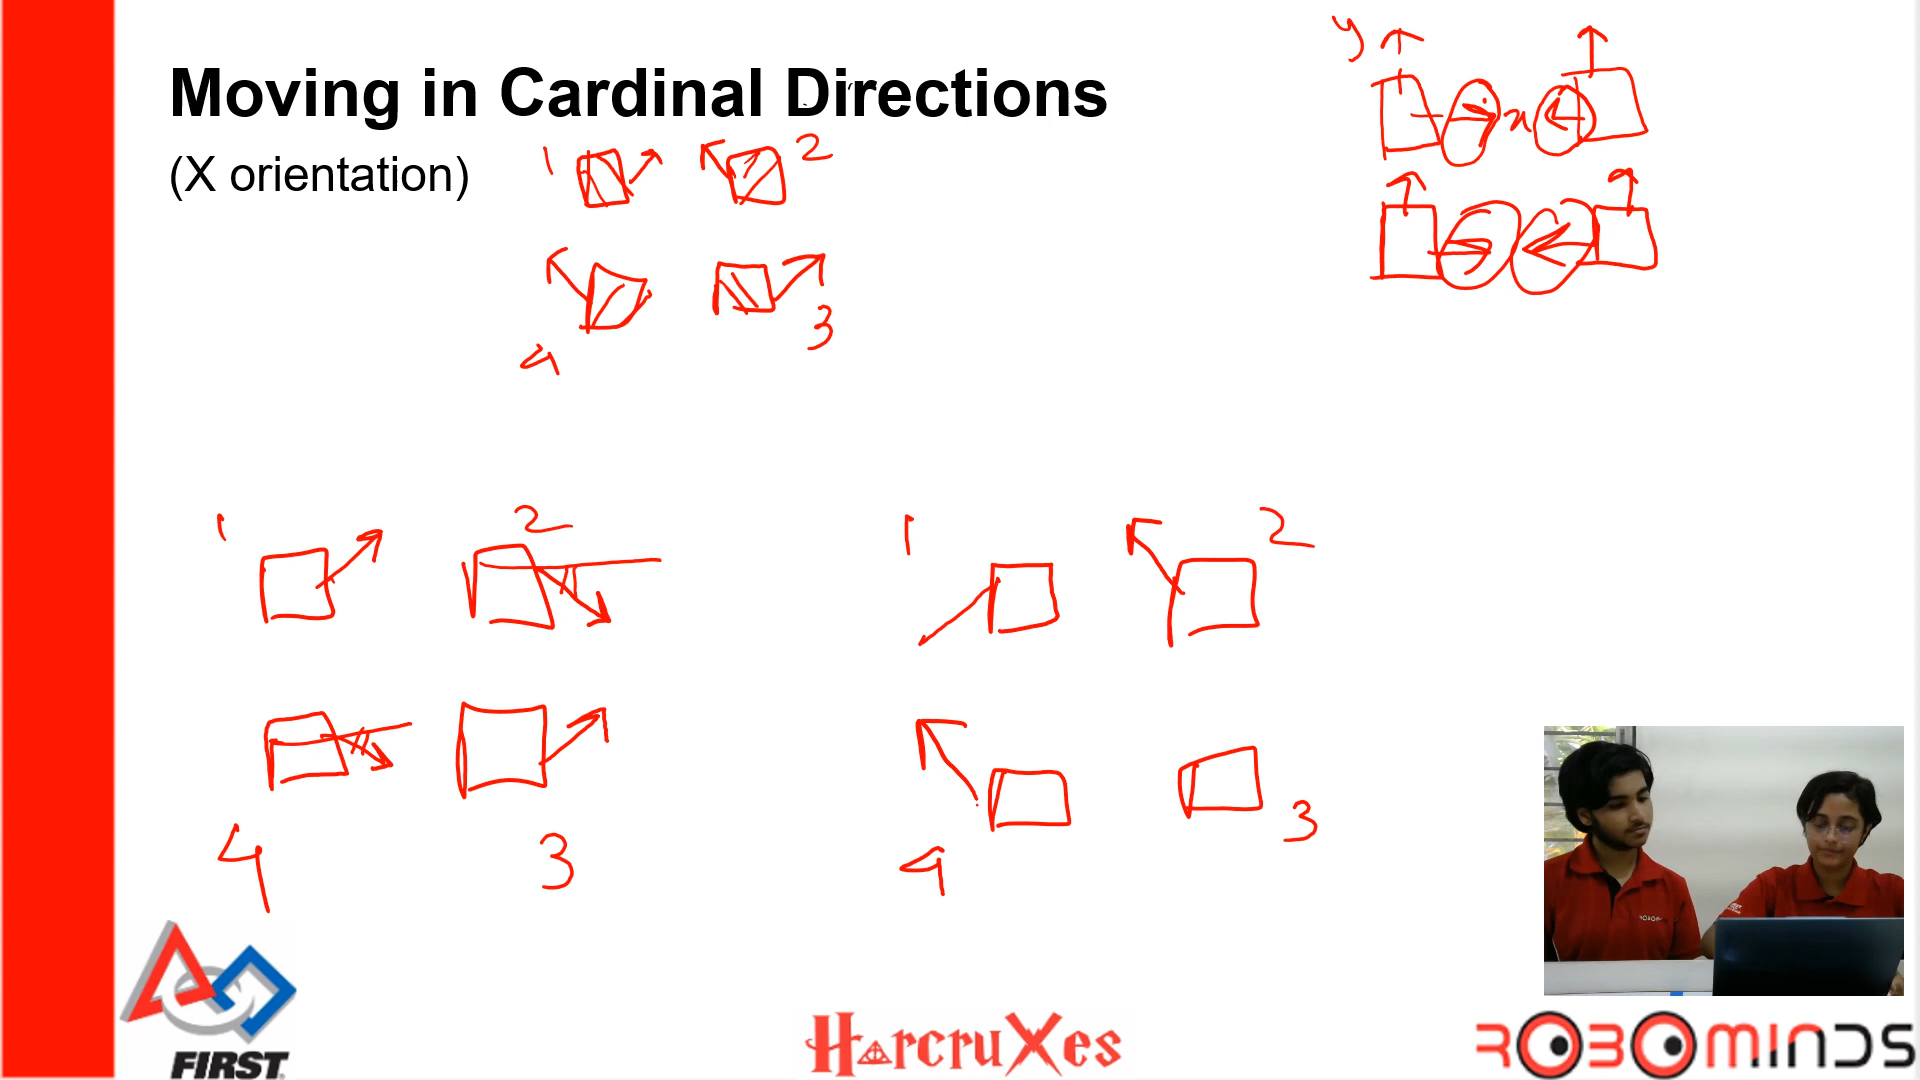 Moving in Cardinal Directions
(X orientation)
y
x
1
2
4
3
1
2
4
3
1
2
4
3
FIRST
HarcruXes
ROBOMINDS